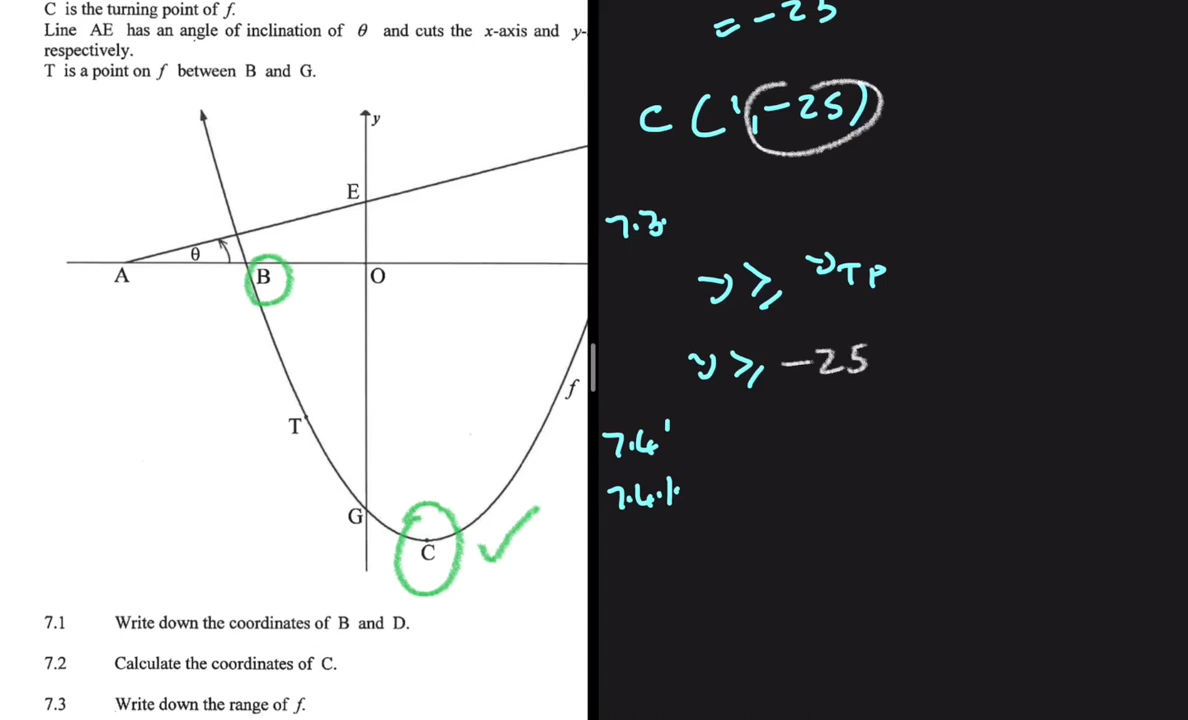 C is the turning point of f.
Line AE has an angle of inclination of θ and cuts the x-axis and y-
respectively.
T is a point on f between B and G.
y
E
θ
A
B
O
f
T
G
C
7.1 Write down the coordinates of B and D.
7.2 Calculate the coordinates of C.
7.3 Write down the range of f.
= -25
C (1, -25)
7.3
y ≥ yTP
y ≥ -25
7.4
7.4.1